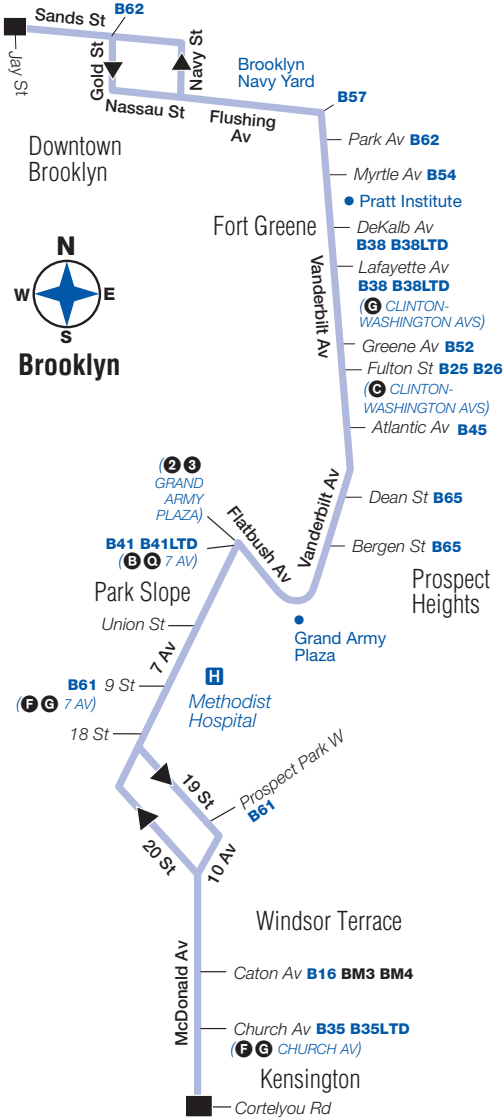 Sands St
B62
Jay St
Gold St
Navy St
Nassau St
Flushing
Av
Brooklyn
Navy Yard
B57
Downtown
Brooklyn
Park Av B62
Myrtle Av B54
Pratt Institute
Fort Greene
DeKalb Av
B38 B38LTD
Lafayette Av
B38 B38LTD
(G CLINTON-
WASHINGTON AVS)
Vanderbilt Av
N
W E
S
Brooklyn
Greene Av B52
Fulton St B25 B26
(C CLINTON-
WASHINGTON AVS)
Atlantic Av B45
Vanderbilt Av
Dean St B65
Bergen St B65
Prospect
Heights
(2 3
GRAND
ARMY
PLAZA)
Flatbush Av
B41 B41LTD
(B Q 7 AV)
Park Slope
Grand Army
Plaza
Union St
7 Av
H
Methodist
Hospital
B61 9 St
(F G 7 AV)
18 St
19 St
Prospect Park W
B61
20 St
10 Av
Windsor Terrace
McDonald Av
Caton Av B16 BM3 BM4
Church Av B35 B35LTD
(F G CHURCH AV)
Kensington
Cortelyou Rd